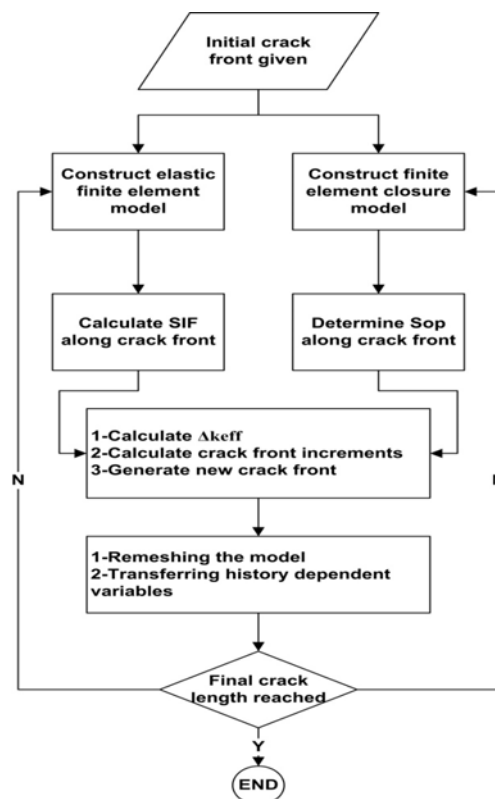 Initial crack
front given
Construct elastic
finite element
model
Construct finite
element closure
model
Calculate SIF
along crack front
Determine Sop
along crack front
1-Calculate Δkeff
2-Calculate crack front increments
3-Generate new crack front
N
1-Remeshing the model
2-Transferring history dependent
variables
Final crack
length reached
Y
END